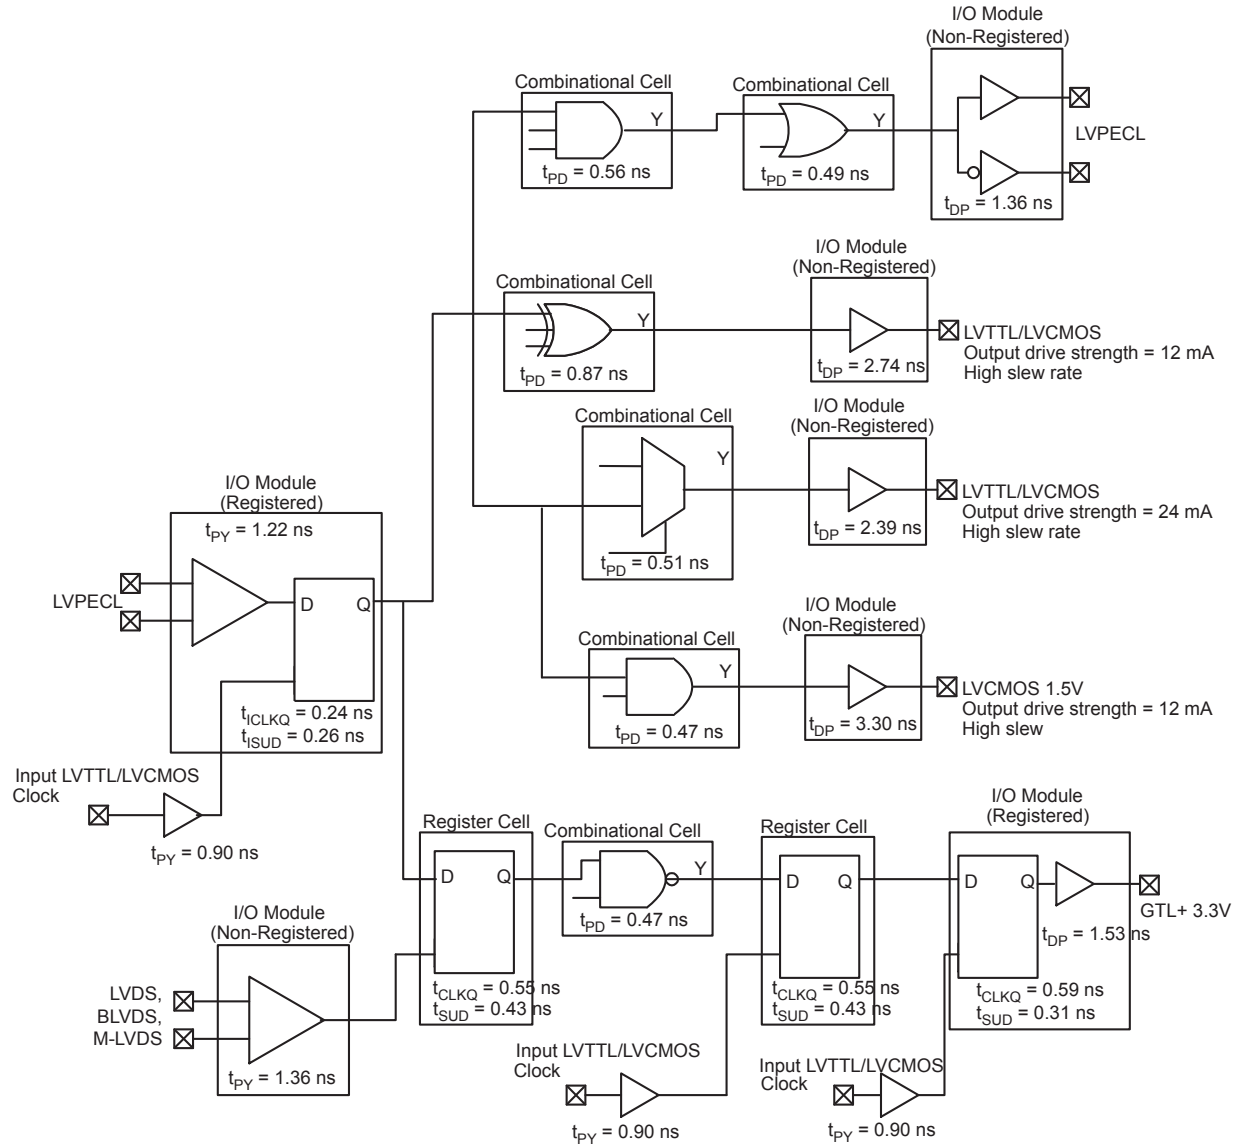 I/O Module
(Non-Registered)
Combinational Cell
Y
tPD = 0.56 ns
Combinational Cell
Y
tPD = 0.49 ns
LVPECL
tDP = 1.36 ns
I/O Module
(Non-Registered)
Combinational Cell
Y
tPD = 0.87 ns
tDP = 2.74 ns
LVTTL/LVCMOS
Output drive strength = 12 mA
High slew rate
I/O Module
(Non-Registered)
Combinational Cell
Y
tPD = 0.51 ns
tDP = 2.39 ns
LVTTL/LVCMOS
Output drive strength = 24 mA
High slew rate
I/O Module
(Registered)
tPY = 1.22 ns
LVPECL
D
Q
tICLKQ = 0.24 ns
tISUD = 0.26 ns
Input LVTTL/LVCMOS
Clock
tPY = 0.90 ns
I/O Module
(Non-Registered)
Combinational Cell
Y
tPD = 0.47 ns
tDP = 3.30 ns
LVCMOS 1.5V
Output drive strength = 12 mA
High slew
Register Cell
D
Q
tCLKQ = 0.55 ns
tSUD = 0.43 ns
Combinational Cell
Y
tPD = 0.47 ns
Register Cell
D
Q
tCLKQ = 0.55 ns
tSUD = 0.43 ns
I/O Module
(Registered)
D
Q
tDP = 1.53 ns
GTL+ 3.3V
tCLKQ = 0.59 ns
tSUD = 0.31 ns
I/O Module
(Non-Registered)
LVDS,
BLVDS,
M-LVDS
tPY = 1.36 ns
Input LVTTL/LVCMOS
Clock
tPY = 0.90 ns
Input LVTTL/LVCMOS
Clock
tPY = 0.90 ns